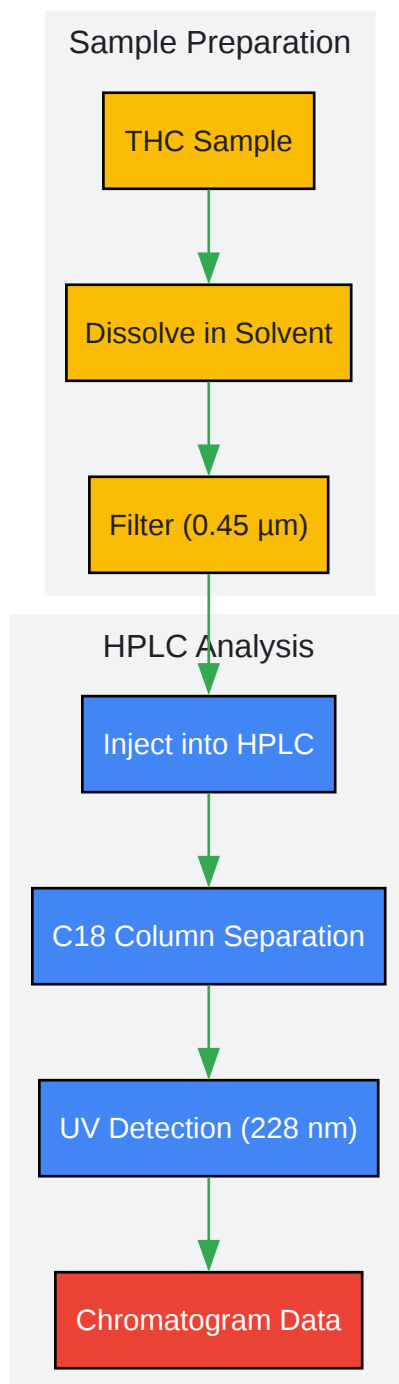 Sample Preparation
THC Sample
Dissolve in Solvent
Filter (0.45 µm)
HPLC Analysis
Inject into HPLC
C18 Column Separation
UV Detection (228 nm)
Chromatogram Data